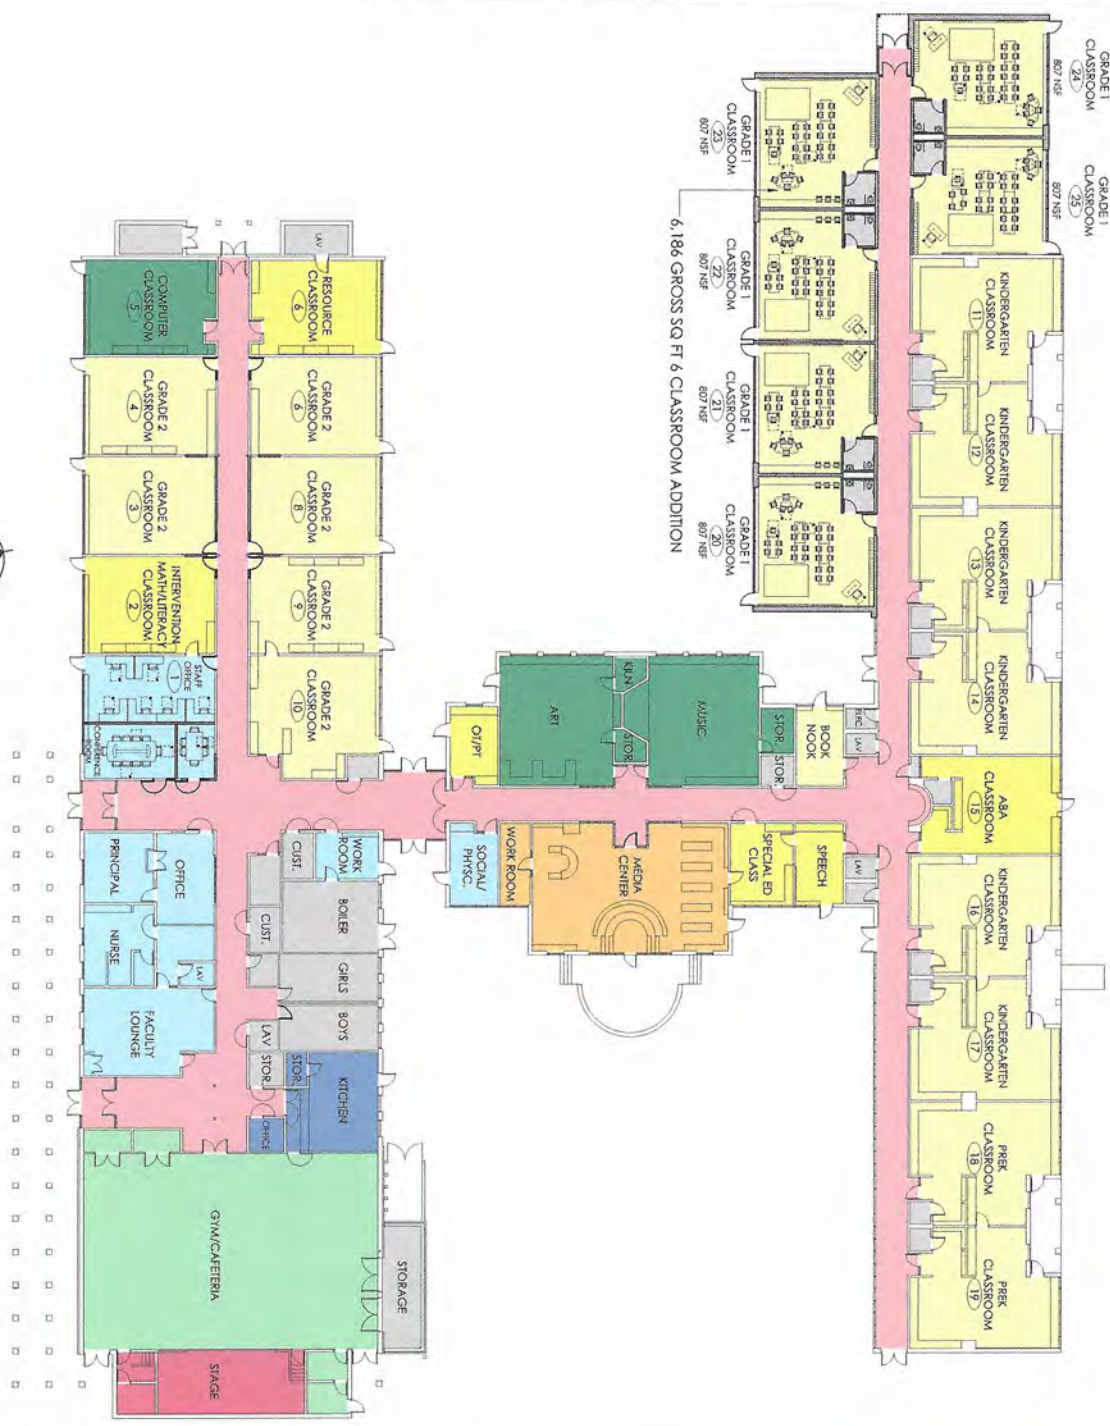 GRADE 1
CLASSROOM
24
807 NSF
GRADE 1
CLASSROOM
25
807 NSF
GRADE 1
CLASSROOM
23
807 NSF
GRADE 1
CLASSROOM
22
807 NSF
GRADE 1
CLASSROOM
21
807 NSF
GRADE 1
CLASSROOM
20
807 NSF
6,186 GROSS SQ FT 6 CLASSROOM ADDITION
KINDERGARTEN
CLASSROOM
11
KINDERGARTEN
CLASSROOM
12
KINDERGARTEN
CLASSROOM
13
KINDERGARTEN
CLASSROOM
14
ABA
CLASSROOM
15
KINDERGARTEN
CLASSROOM
16
KINDERGARTEN
CLASSROOM
17
PREK
CLASSROOM
18
PREK
CLASSROOM
19
ELEC.
LAV
BOOK
NOOK
STOR.
STOR.
MUSIC
KILN
STOR.
ART
OT/PT
LAV
SPEECH
SPECIAL ED
CLASS
MEDIA
CENTER
WORK ROOM
SOCIAL/
PHYSC.
LAV
RESOURCE
CLASSROOM
6
GRADE 2
CLASSROOM
6
GRADE 2
CLASSROOM
8
GRADE 2
CLASSROOM
9
GRADE 2
CLASSROOM
10
COMPUTER
CLASSROOM
5
GRADE 2
CLASSROOM
4
GRADE 2
CLASSROOM
3
INTERVENTION
MATH/LITERACY
CLASSROOM
2
STAFF
OFFICE
1
CONFERENCE
ROOM
WORK
ROOM
CUST.
BOILER
CUST.
GIRLS
BOYS
LAV
STOR.
STOR.
KITCHEN
OFFICE
OFFICE
PRINCIPAL
NURSE
LAV
FACULTY
LOUNGE
GYM/CAFETERIA
STORAGE
STAGE